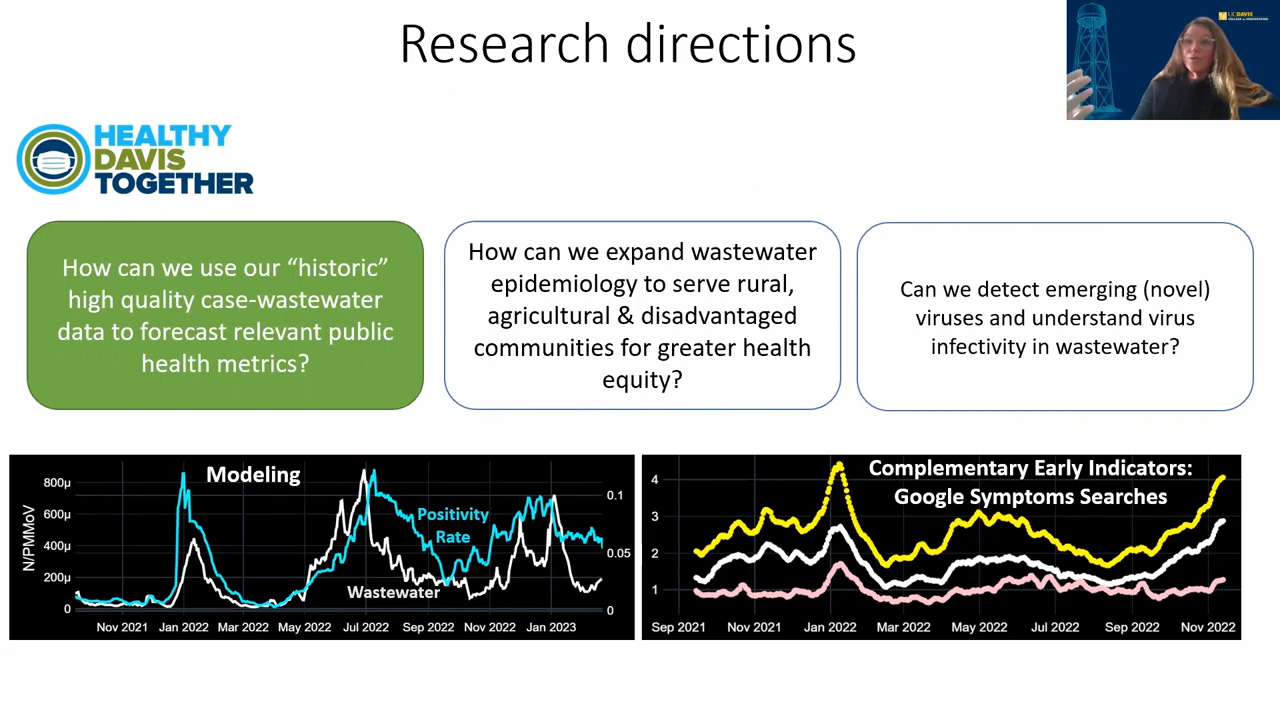 Research directions
UC DAVIS
COLLEGE OF ENGINEERING
HEALTHY
DAVIS
TOGETHER
How can we use our “historic”
high quality case-wastewater
data to forecast relevant public
health metrics?
How can we expand wastewater
epidemiology to serve rural,
agricultural & disadvantaged
communities for greater health
equity?
Can we detect emerging (novel)
viruses and understand virus
infectivity in wastewater?
Modeling
N/PMMoV
800µ
600µ
400µ
200µ
0
0.1
0.05
0
Positivity
Rate
Wastewater
Nov 2021 Jan 2022 Mar 2022 May 2022 Jul 2022 Sep 2022 Nov 2022 Jan 2023
Complementary Early Indicators:
Google Symptoms Searches
4
3
2
1
Sep 2021 Nov 2021 Jan 2022 Mar 2022 May 2022 Jul 2022 Sep 2022 Nov 2022